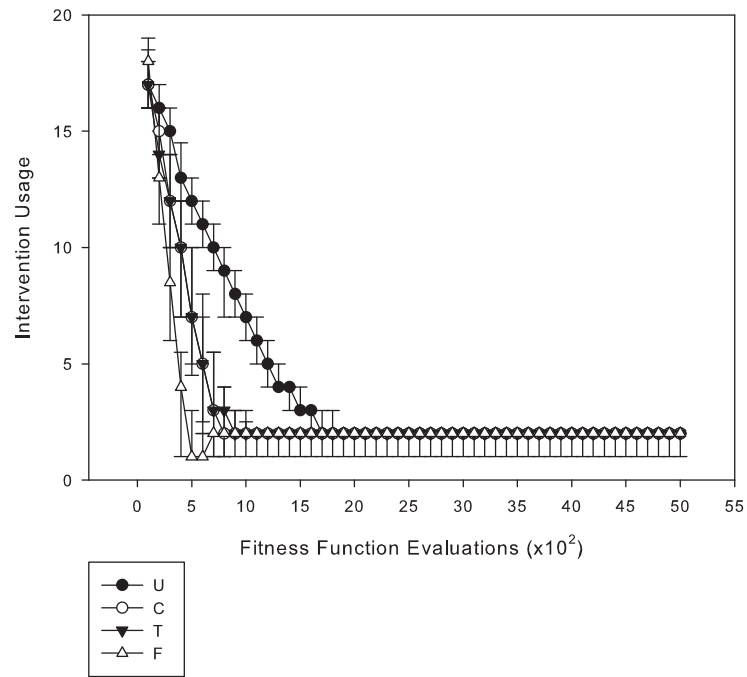 20
15
10
5
0
Intervention Usage
0 5 10 15 20 25 30 35 40 45 50 55
Fitness Function Evaluations (x10²)
U
C
T
F